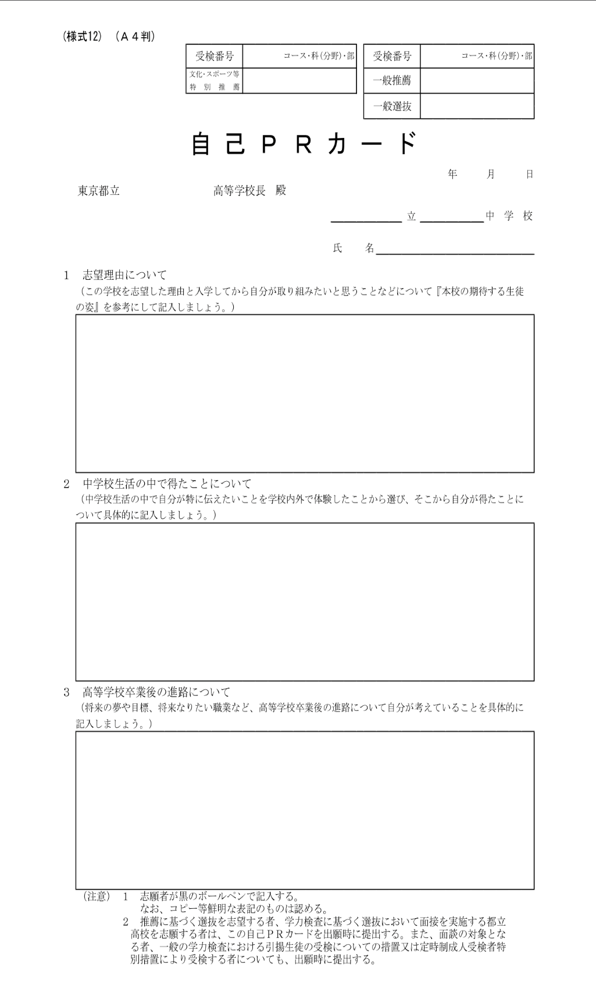 （様式12）（Ａ４判）
受検番号 コース・科（分野）・部
文化・スポーツ等
特別推薦
受検番号 コース・科（分野）・部
一般推薦
一般選抜
自己ＰＲカード
年 月 日
東京都立 高等学校長 殿
立 中学校
氏 名
１ 志望理由について
（この学校を志望した理由と入学してから自分が取り組みたいと思うことなどについて『本校の期待する生徒
の姿』を参考にして記入しましょう。）
２ 中学校生活の中で得たことについて
（中学校生活の中で自分が特に伝えたいことを学校内外で体験したことから選び、そこから自分が得たことに
ついて具体的に記入しましょう。）
３ 高等学校卒業後の進路について
（将来の夢や目標、将来なりたい職業など、高等学校卒業後の進路について自分が考えていることを具体的に
記入しましょう。）
（注意） １ 志願者が黒のボールペンで記入する。
なお、コピー等鮮明な表記のものは認める。
２ 推薦に基づく選抜を志望する者、学力検査に基づく選抜において面接を実施する都立
高校を志願する者は、この自己ＰＲカードを出願時に提出する。また、面談の対象とな
る者、一般の学力検査における引揚生徒の受検についての措置又は定時制成人受検者特
別措置により受検する者についても、出願時に提出する。